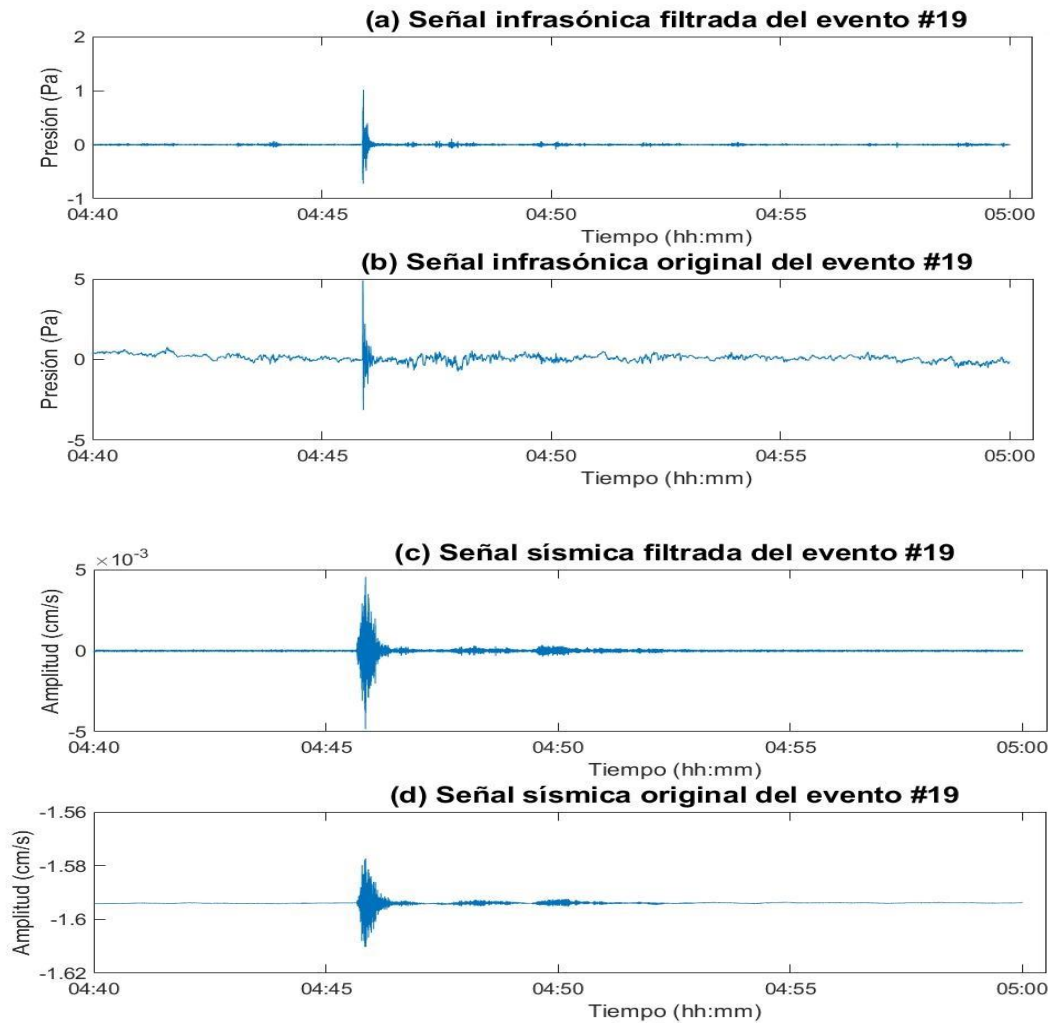 (a) Señal infrasónica filtrada del evento #19
2
1
0
-1
Presión (Pa)
04:40 04:45 04:50 04:55 05:00
Tiempo (hh:mm)
(b) Señal infrasónica original del evento #19
5
0
-5
Presión (Pa)
04:40 04:45 04:50 04:55 05:00
Tiempo (hh:mm)
(c) Señal sísmica filtrada del evento #19
×10⁻³
5
0
-5
Amplitud (cm/s)
04:40 04:45 04:50 04:55 05:00
Tiempo (hh:mm)
(d) Señal sísmica original del evento #19
-1.56
-1.58
-1.6
-1.62
Amplitud (cm/s)
04:40 04:45 04:50 04:55 05:00
Tiempo (hh:mm)